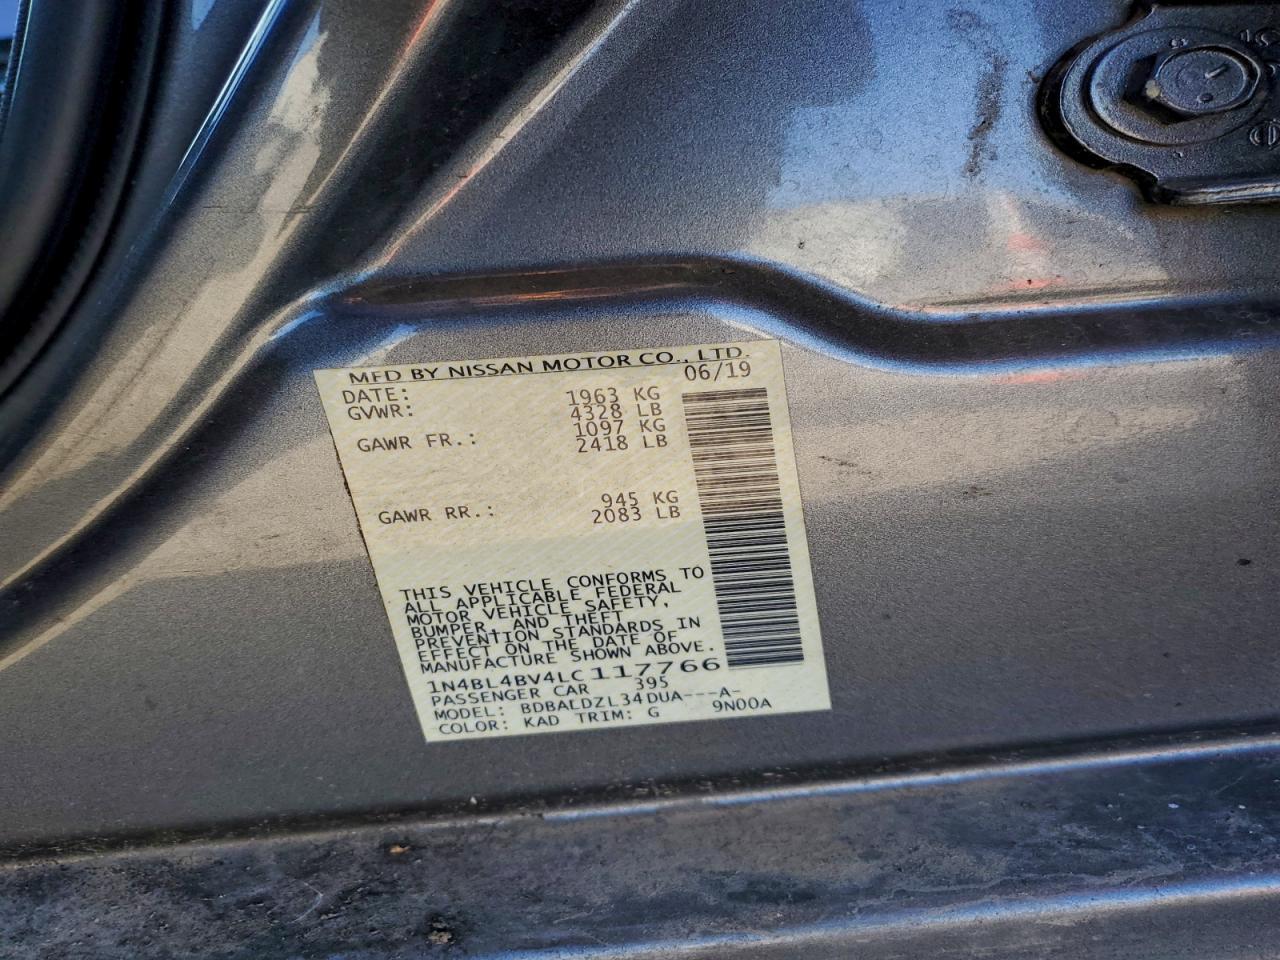 MFD BY NISSAN MOTOR CO., LTD.
DATE: 06/19
GVWR: 1963 KG
4328 LB
GAWR FR.: 1097 KG
2418 LB
GAWR RR.: 945 KG
2083 LB
THIS VEHICLE CONFORMS TO
ALL APPLICABLE FEDERAL
MOTOR VEHICLE SAFETY,
BUMPER, AND THEFT
PREVENTION STANDARDS IN
EFFECT ON THE DATE OF
MANUFACTURE SHOWN ABOVE.
1N4BL4BV4LC117766
PASSENGER CAR 395
MODEL: BDBALDZL34DUA---A-
COLOR: KAD TRIM: G 9N00A